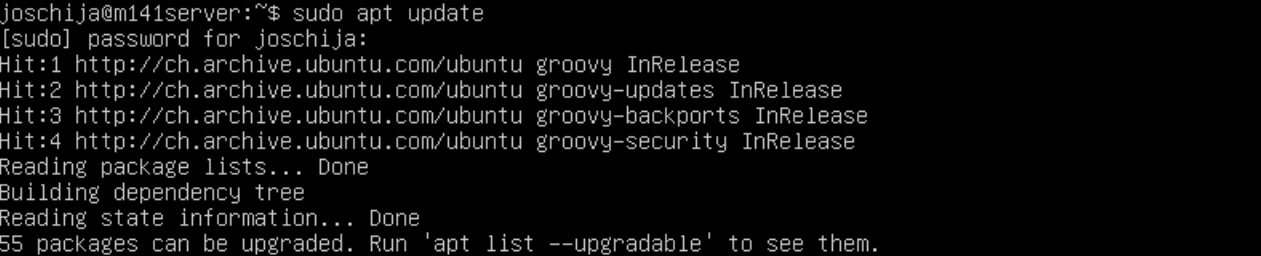 joschija@m141server:~$ sudo apt update
[sudo] password for joschija:
Hit:1 http://ch.archive.ubuntu.com/ubuntu groovy InRelease
Hit:2 http://ch.archive.ubuntu.com/ubuntu groovy-updates InRelease
Hit:3 http://ch.archive.ubuntu.com/ubuntu groovy-backports InRelease
Hit:4 http://ch.archive.ubuntu.com/ubuntu groovy-security InRelease
Reading package lists... Done
Building dependency tree
Reading state information... Done
55 packages can be upgraded. Run 'apt list --upgradable' to see them.